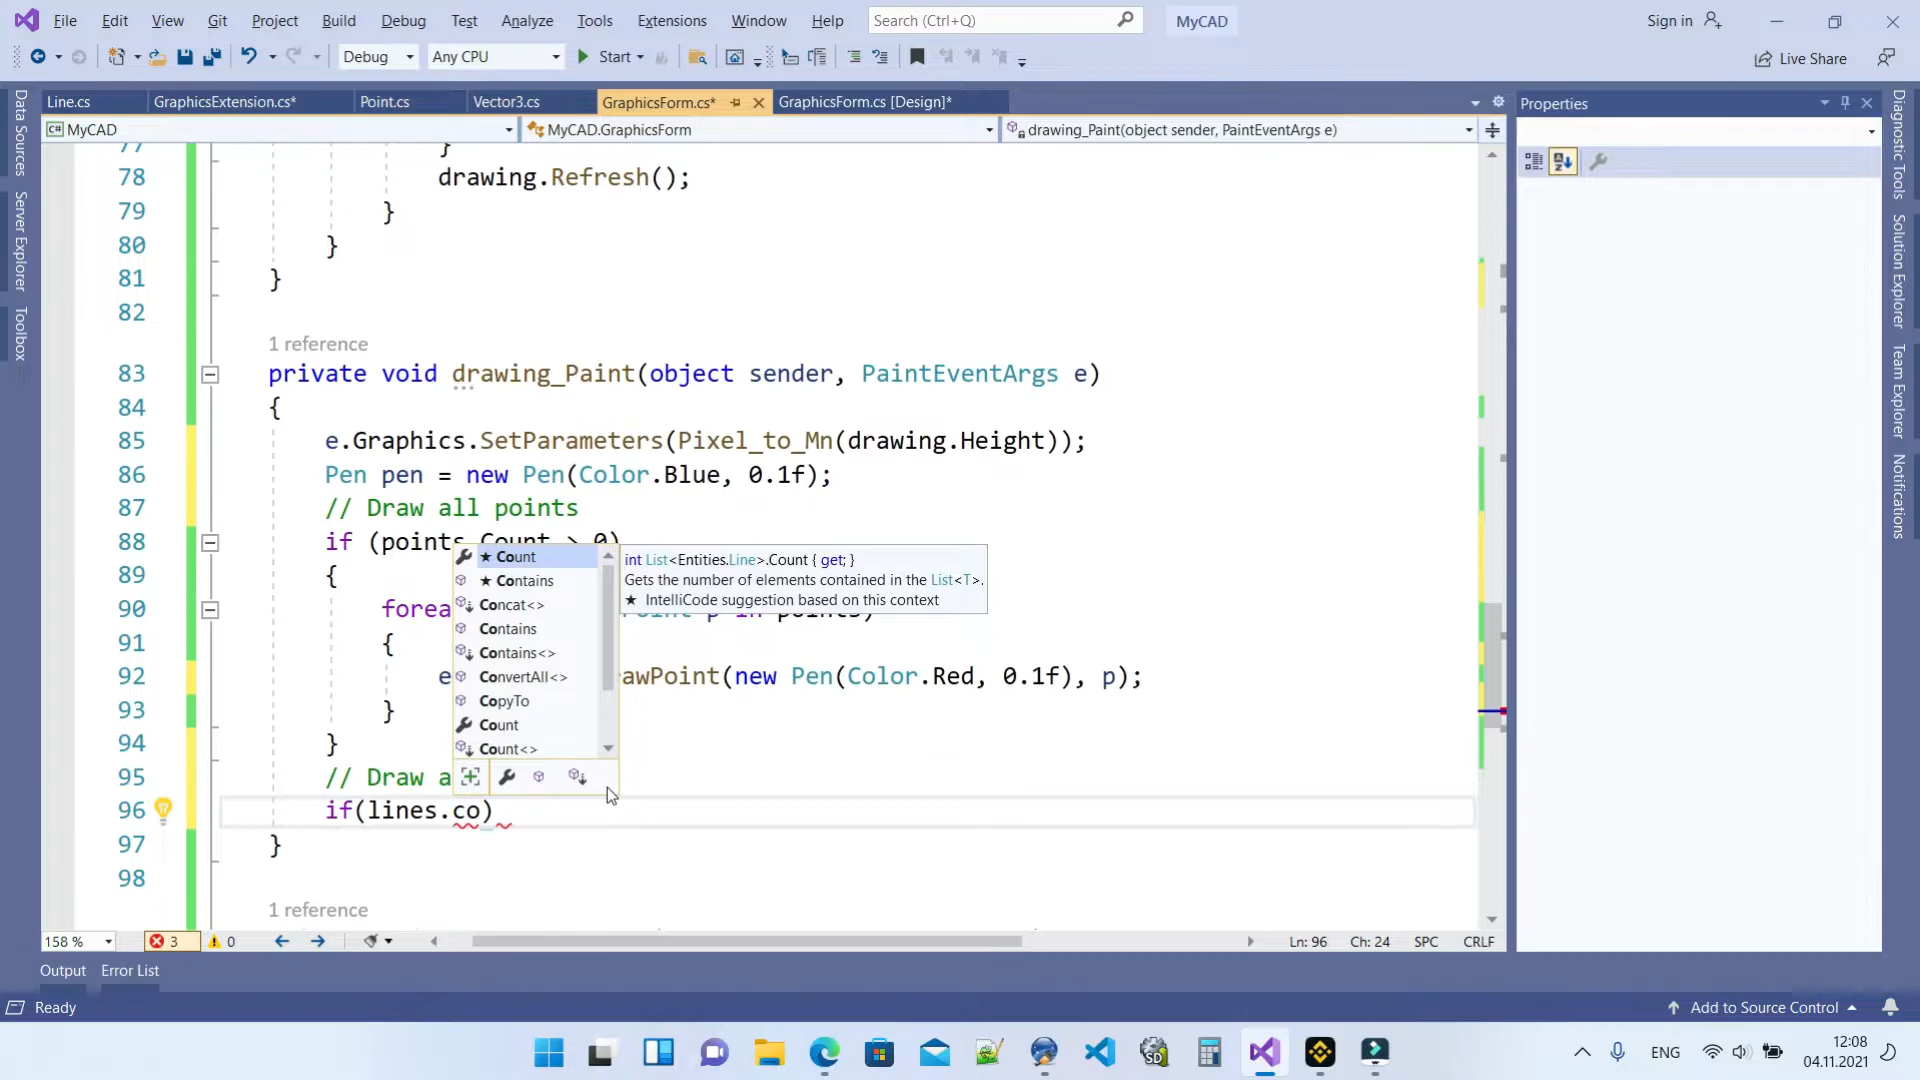 File Edit View Git Project Build Debug Test Analyze Tools Extensions Window Help Search (Ctrl+Q) MyCAD Sign in
Debug Any CPU Start Live Share
Line.cs GraphicsExtension.cs* Point.cs Vector3.cs GraphicsForm.cs* GraphicsForm.cs [Design]* Properties
C# MyCAD MyCAD.GraphicsForm drawing_Paint(object sender, PaintEventArgs e)
Data Sources
Server Explorer
Toolbox
77 }
78 drawing.Refresh();
79 }
80 }
81 }
82
1 reference
83 private void drawing_Paint(object sender, PaintEventArgs e)
84 {
85 e.Graphics.SetParameters(Pixel_to_Mn(drawing.Height));
86 Pen pen = new Pen(Color.Blue, 0.1f);
87 // Draw all points
88 if (points.Count > 0)
89 {
90 forea Point p in points)
91 {
92 e awPoint(new Pen(Color.Red, 0.1f), p);
93 }
94 }
95 // Draw a
96 if(lines.co)
97 }
98
1 reference
★ Count
★ Contains
Concat<>
Contains
Contains<>
ConvertAll<>
CopyTo
Count
Count<>
int List<Entities.Line>.Count { get; }
Gets the number of elements contained in the List<T>.
★ IntelliCode suggestion based on this context
Diagnostic Tools
Solution Explorer
Team Explorer
Notifications
158 % 3 0 Ln: 96 Ch: 24 SPC CRLF
Output Error List
Ready Add to Source Control
SD ENG 12:08
04.11.2021